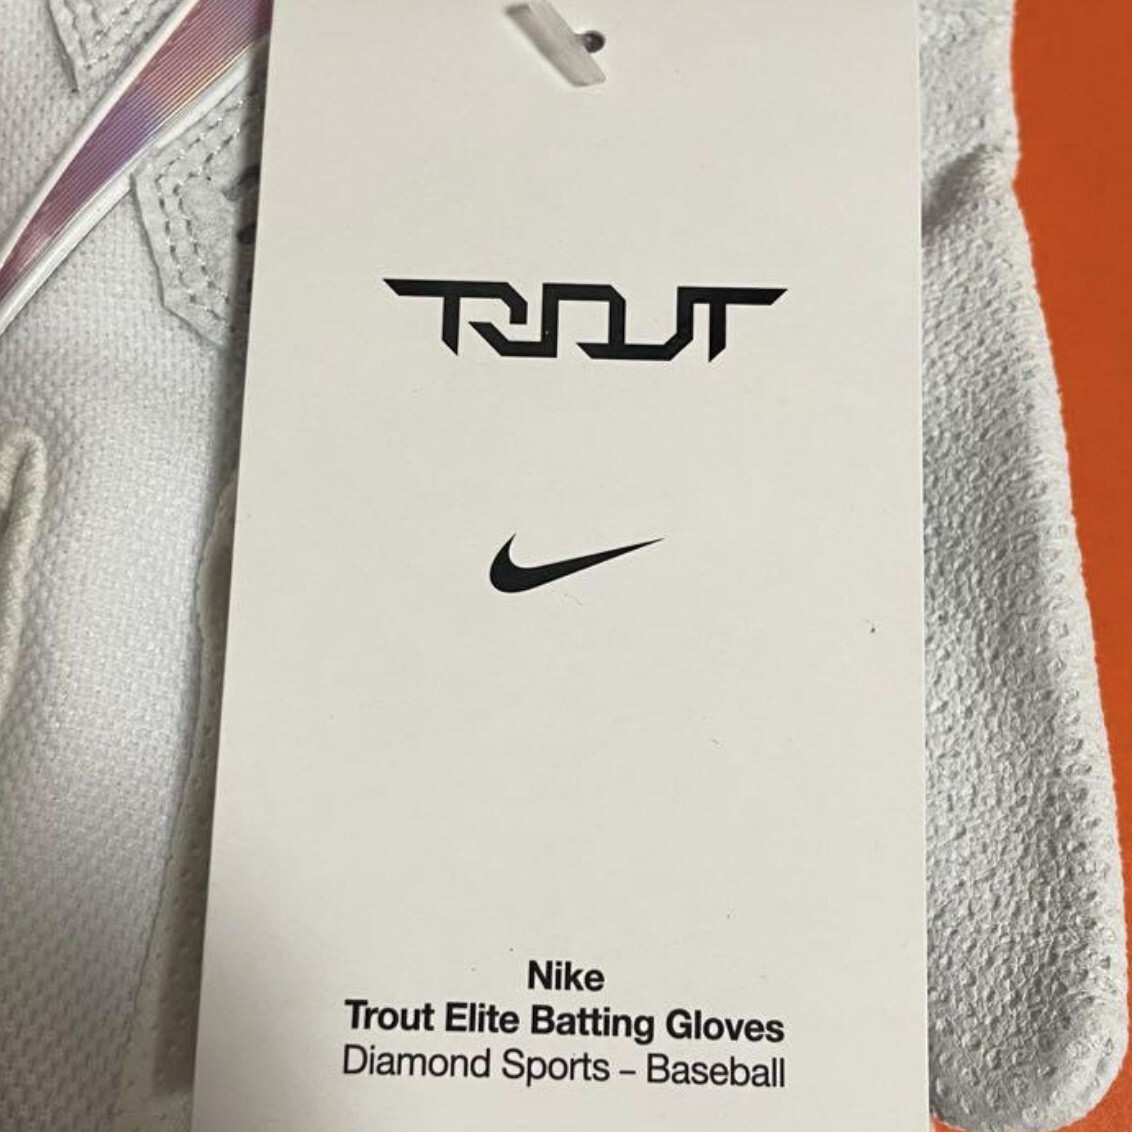 TROUT
Nike
Trout Elite Batting Gloves
Diamond Sports – Baseball